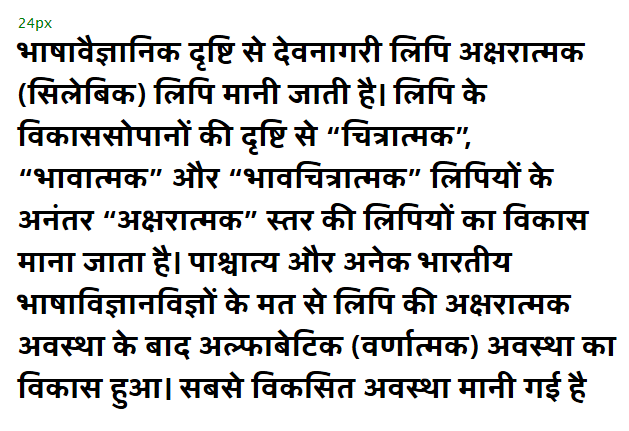 24px
भाषावैज्ञानिक दृष्टि से देवनागरी लिपि अक्षरात्मक
(सिलेबिक) लिपि मानी जाती है। लिपि के
विकाससोपानों की दृष्टि से “चित्रात्मक”,
“भावात्मक” और “भावचित्रात्मक” लिपियों के
अनंतर “अक्षरात्मक” स्तर की लिपियों का विकास
माना जाता है। पाश्चात्य और अनेक भारतीय
भाषाविज्ञानविज्ञों के मत से लिपि की अक्षरात्मक
अवस्था के बाद अल्फाबेटिक (वर्णात्मक) अवस्था का
विकास हुआ। सबसे विकसित अवस्था मानी गई है